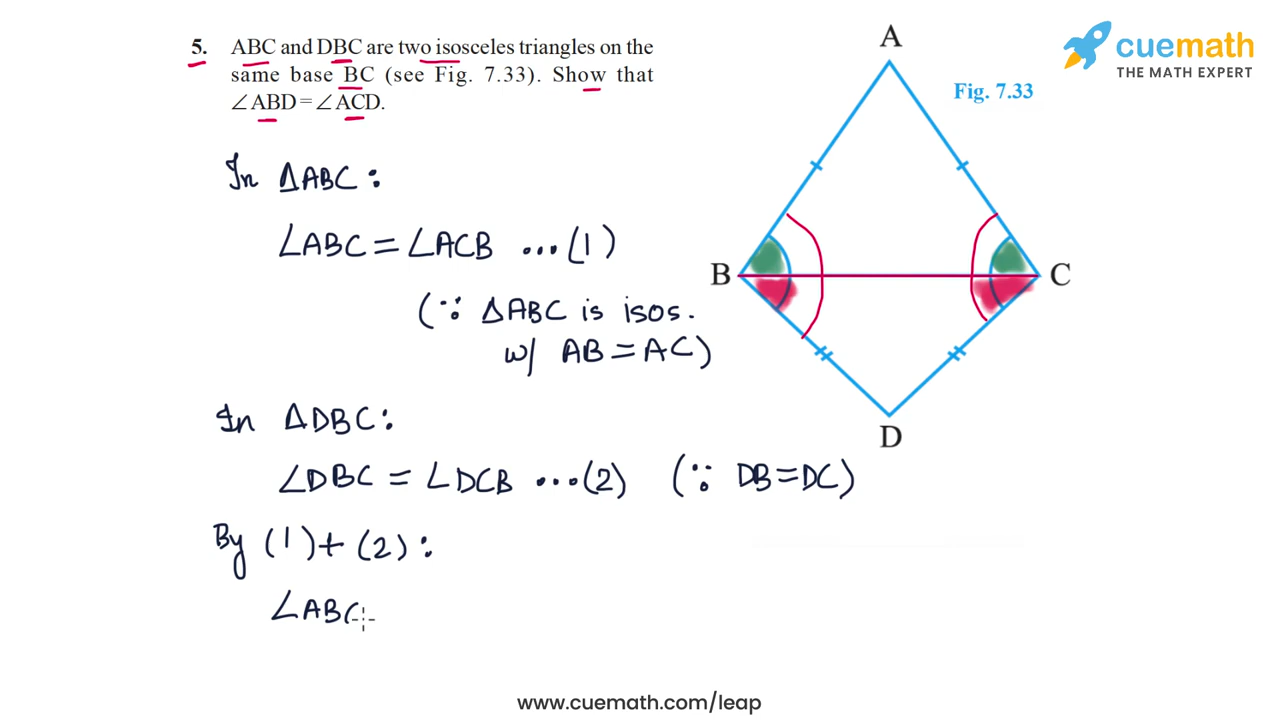 5. ABC and DBC are two isosceles triangles on the
same base BC (see Fig. 7.33). Show that
∠ABD=∠ACD.
In ΔABC:
∠ABC = ∠ACB ...(1)
(∵ ΔABC is isos.
w/ AB = AC)
In ΔDBC:
∠DBC = ∠DCB ...(2) (∵ DB=DC)
By (1)+(2):
∠ABC
A
B
C
D
Fig. 7.33
cuemath
THE MATH EXPERT
www.cuemath.com/leap